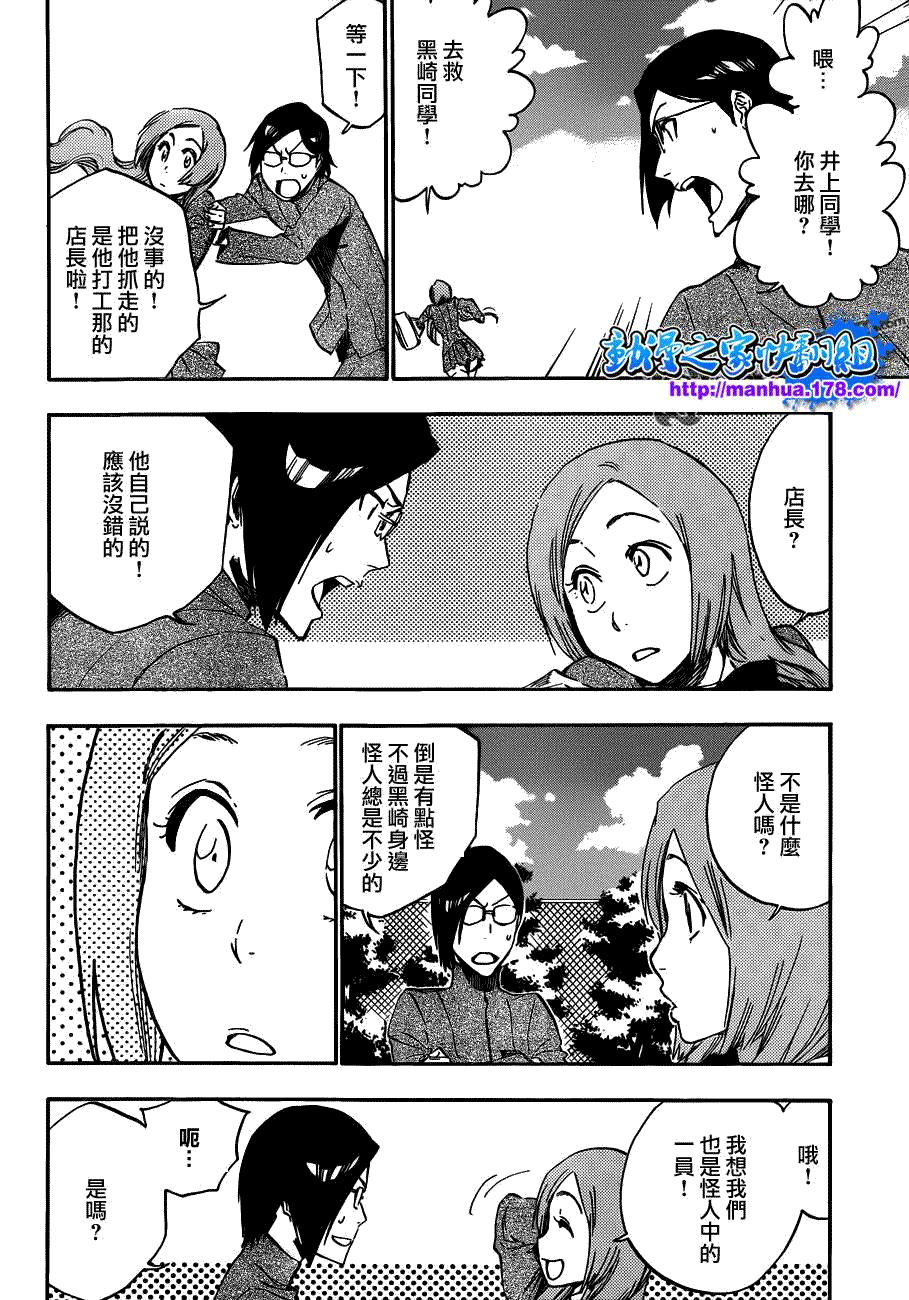 喂…
井上同學！
你去哪？
去救
黑崎同學！
等一下！
沒事的！
把他抓走的
是他打工那的
店長啦！
動漫之家快翻組
http://manhua.178.com/
店長？
他自己說的！
應該沒錯的
不是什麼
怪人嗎？
倒是有點怪
不過黑崎身邊
怪人總是不少的
哦！
我想我們
也是怪人中的
一員！
呃…
是嗎？